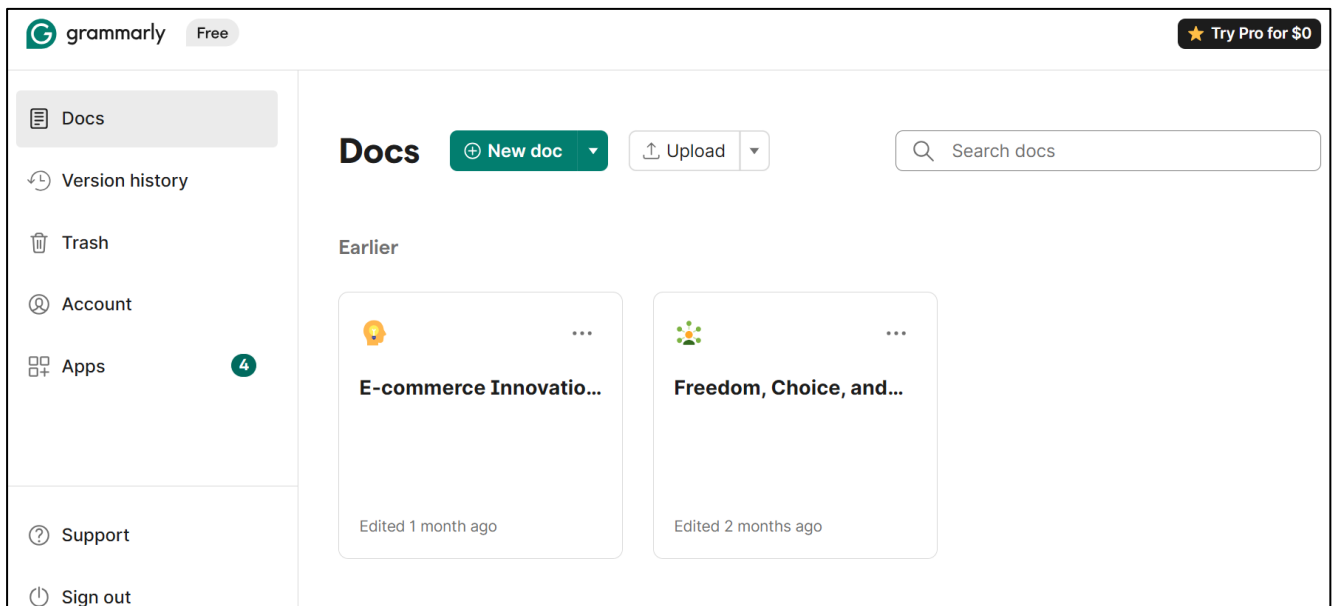 grammarly Free
Try Pro for $0
Docs
Version history
Trash
Account
Apps 4
Support
Sign out
Docs New doc Upload Search docs
Earlier
E-commerce Innovatio...
Edited 1 month ago
Freedom, Choice, and...
Edited 2 months ago